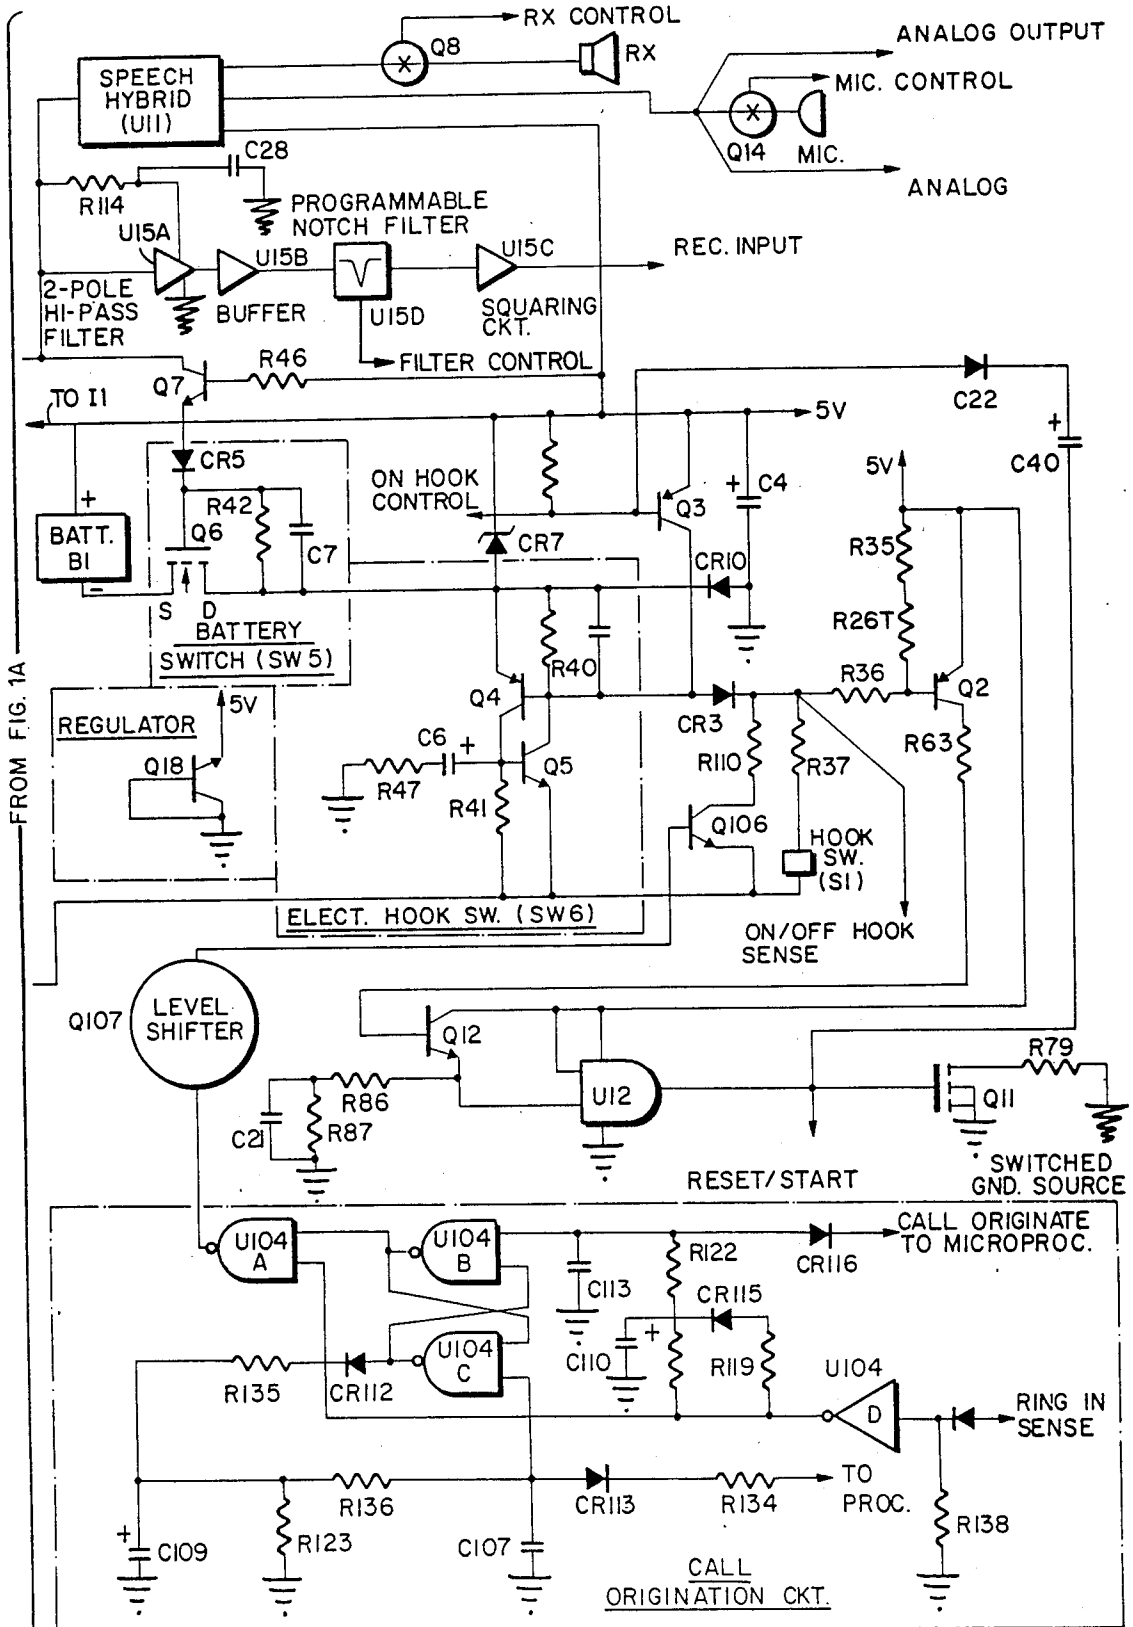 RX CONTROL
Q8
RX
ANALOG OUTPUT
SPEECH
HYBRID
(U11)
MIC. CONTROL
Q14
MIC.
ANALOG
C28
R114
PROGRAMMABLE
NOTCH FILTER
U15A
U15B
U15C
REC. INPUT
2-POLE
HI-PASS
FILTER
BUFFER
U15D
SQUARING
CKT.
FILTER CONTROL
Q7
R46
C22
TO I1
5V
+
C40
CR5
ON HOOK
CONTROL
+
C4
5V
+
BATT.
B1
-
R42
Q6
C7
CR7
Q3
CR10
R35
S
D
BATTERY
SWITCH (SW5)
R26T
R40
R36
Q4
Q2
CR3
FROM FIG. 1A
REGULATOR
5V
Q18
C6
+
R47
Q5
R41
R110
R37
R63
Q106
HOOK
SW.
(S1)
ELECT. HOOK SW. (SW6)
ON/OFF HOOK
SENSE
Q107
LEVEL
SHIFTER
Q12
U12
R79
Q11
R86
R87
C21
RESET/START
SWITCHED
GND. SOURCE
U104
A
U104
B
R122
CALL ORIGINATE
TO MICROPROC.
CR116
C113
CR115
+
C110
R119
U104
C
R135
CR112
U104
D
RING IN
SENSE
R136
CR113
R134
TO
PROC.
R138
+
C109
R123
C107
CALL
ORIGINATION CKT.